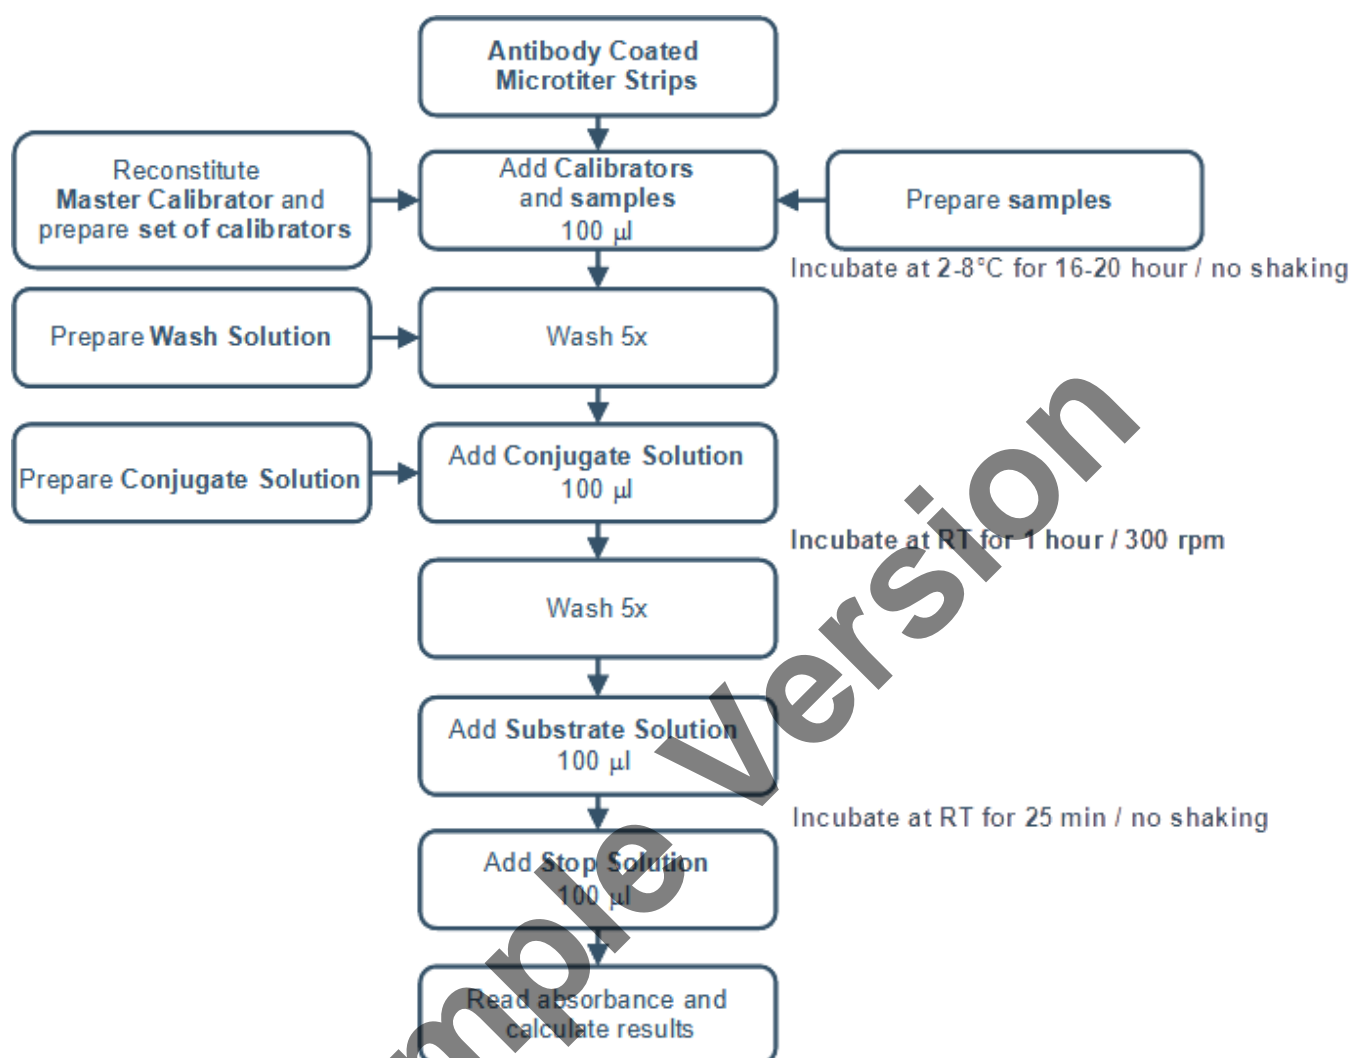 Antibody Coated
Microtiter Strips
Reconstitute
Master Calibrator and
prepare set of calibrators
Add Calibrators
and samples
100 µl
Prepare samples
Incubate at 2-8°C for 16-20 hour / no shaking
Prepare Wash Solution
Wash 5x
Prepare Conjugate Solution
Add Conjugate Solution
100 µl
Incubate at RT for 1 hour / 300 rpm
Wash 5x
Add Substrate Solution
100 µl
Incubate at RT for 25 min / no shaking
Add Stop Solution
100 µl
Read absorbance and
calculate results
mple Version